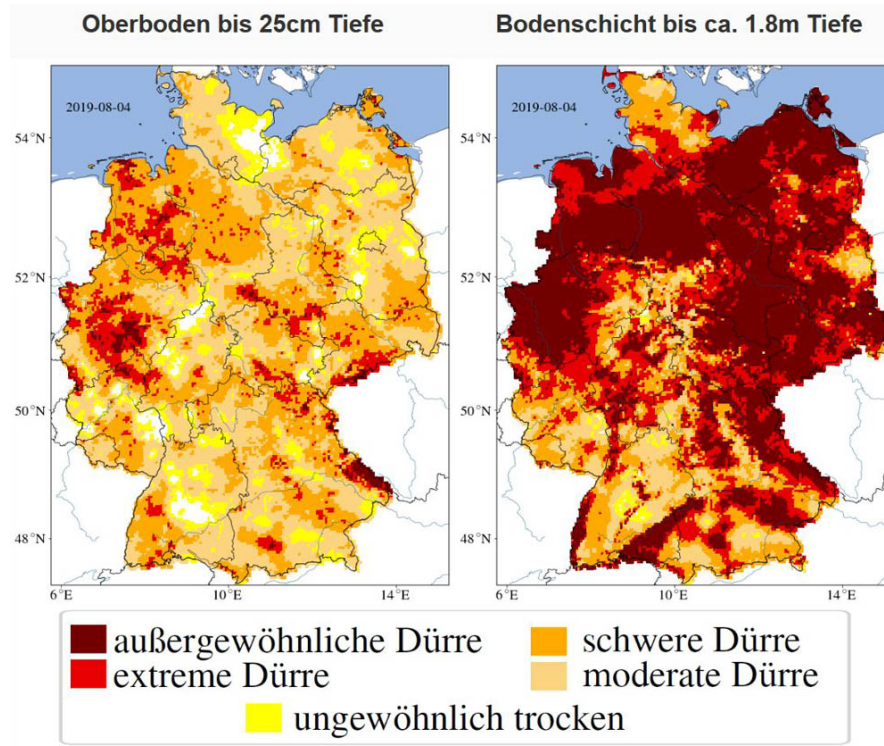 Oberboden bis 25cm Tiefe
Bodenschicht bis ca. 1.8m Tiefe
2019-08-04
54°N
52°N
50°N
48°N
6°E
10°E
14°E
2019-08-04
54°N
52°N
50°N
48°N
6°E
10°E
14°E
außergewöhnliche Dürre
schwere Dürre
extreme Dürre
moderate Dürre
ungewöhnlich trocken